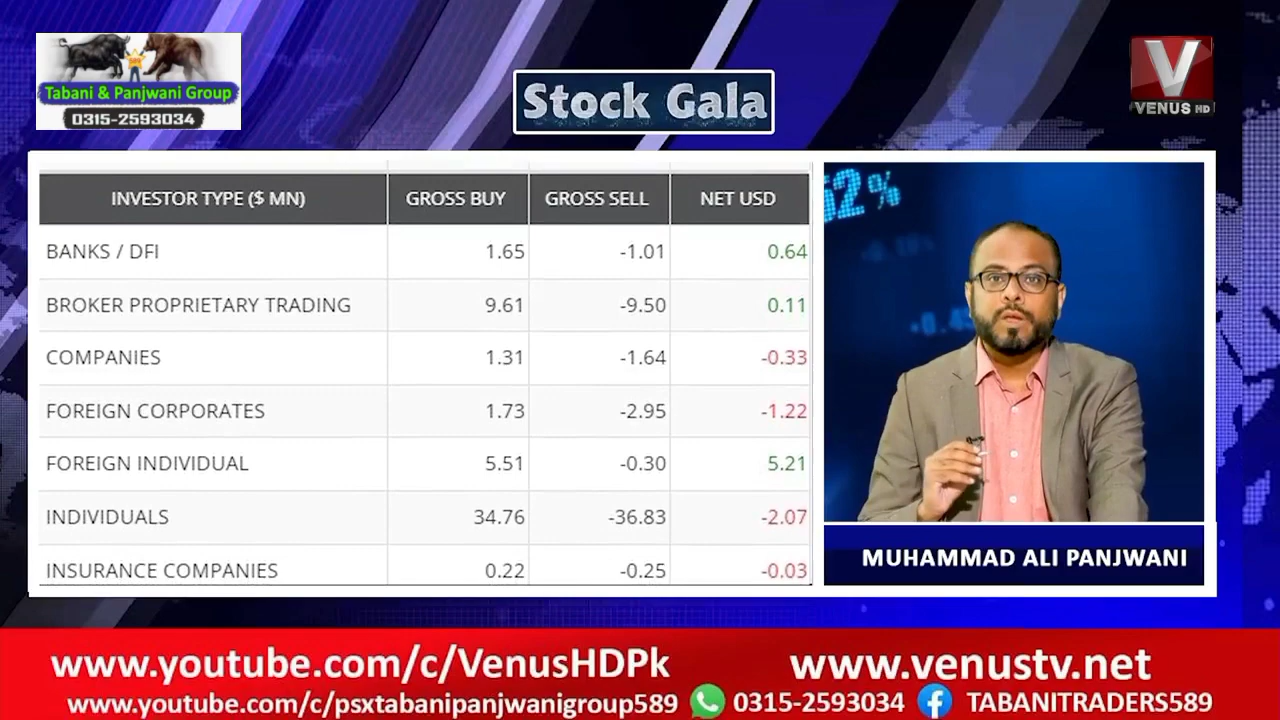 Tabani & Panjwani Group
0315-2593034
Stock Gala
V
VENUS HD
INVESTOR TYPE ($ MN) GROSS BUY GROSS SELL NET USD
BANKS / DFI 1.65 -1.01 0.64
BROKER PROPRIETARY TRADING 9.61 -9.50 0.11
COMPANIES 1.31 -1.64 -0.33
FOREIGN CORPORATES 1.73 -2.95 -1.22
FOREIGN INDIVIDUAL 5.51 -0.30 5.21
INDIVIDUALS 34.76 -36.83 -2.07
INSURANCE COMPANIES 0.22 -0.25 -0.03
52%
MUHAMMAD ALI PANJWANI
www.youtube.com/c/VenusHDPk www.venustv.net
www.youtube.com/c/psxtabanipanjwanigroup589 0315-2593034 TABANITRADERS589